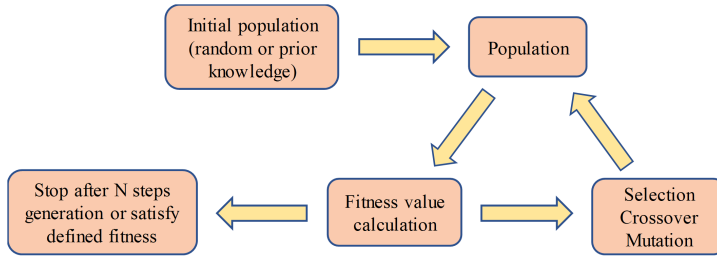 Initial population
(random or prior
knowledge)
Population
Stop after N steps
generation or satisfy
defined fitness
Fitness value
calculation
Selection
Crossover
Mutation